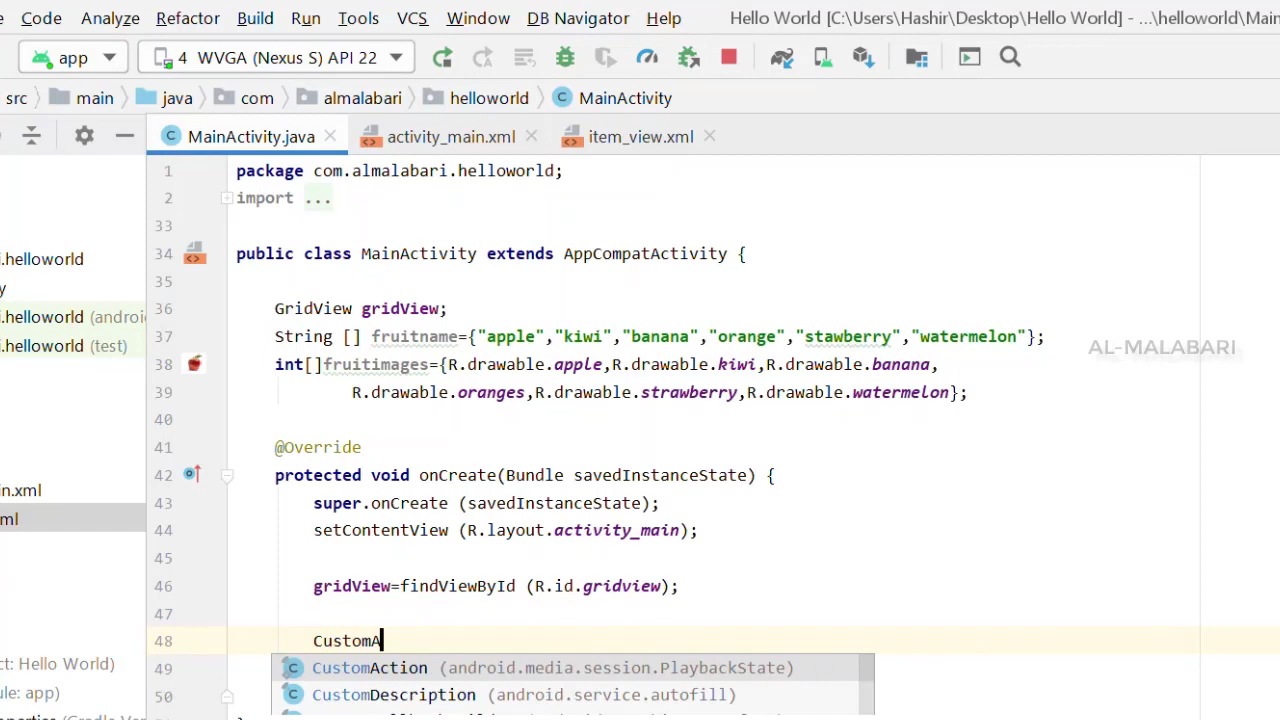 e Code Analyze Refactor Build Run Tools VCS Window DB Navigator Help Hello World [C:\Users\Hashir\Desktop\Hello World] - ...\helloworld\Main
app 4 WVGA (Nexus S) API 22
src main java com almalabari helloworld MainActivity
MainActivity.java activity_main.xml item_view.xml
1 package com.almalabari.helloworld;
2 import ...
33
34 public class MainActivity extends AppCompatActivity {
35
i.helloworld
y
i.helloworld (androi
i.helloworld (test)
36 GridView gridView;
37 String [] fruitname={"apple","kiwi","banana","orange","stawberry","watermelon"};
AL-MALABARI
38 int[]fruitimages={R.drawable.apple,R.drawable.kiwi,R.drawable.banana,
39 R.drawable.oranges,R.drawable.strawberry,R.drawable.watermelon};
40
41 @Override
42 protected void onCreate(Bundle savedInstanceState) {
43 super.onCreate (savedInstanceState);
44 setContentView (R.layout.activity_main);
45
46 gridView=findViewById (R.id.gridview);
47
48 CustomA
in.xml
ml
ct: Hello World)
ule: app)
49
50
CustomAction (android.media.session.PlaybackState)
CustomDescription (android.service.autofill)